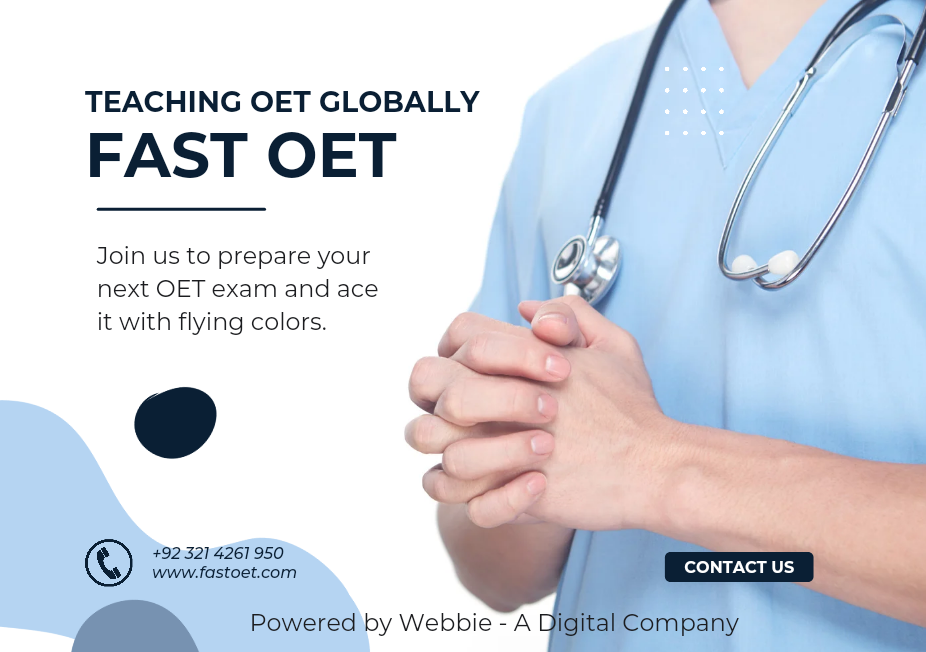 TEACHING OET GLOBALLY
FAST OET
Join us to prepare your
next OET exam and ace
it with flying colors.
+92 321 4261 950
www.fastoet.com
CONTACT US
Powered by Webbie - A Digital Company